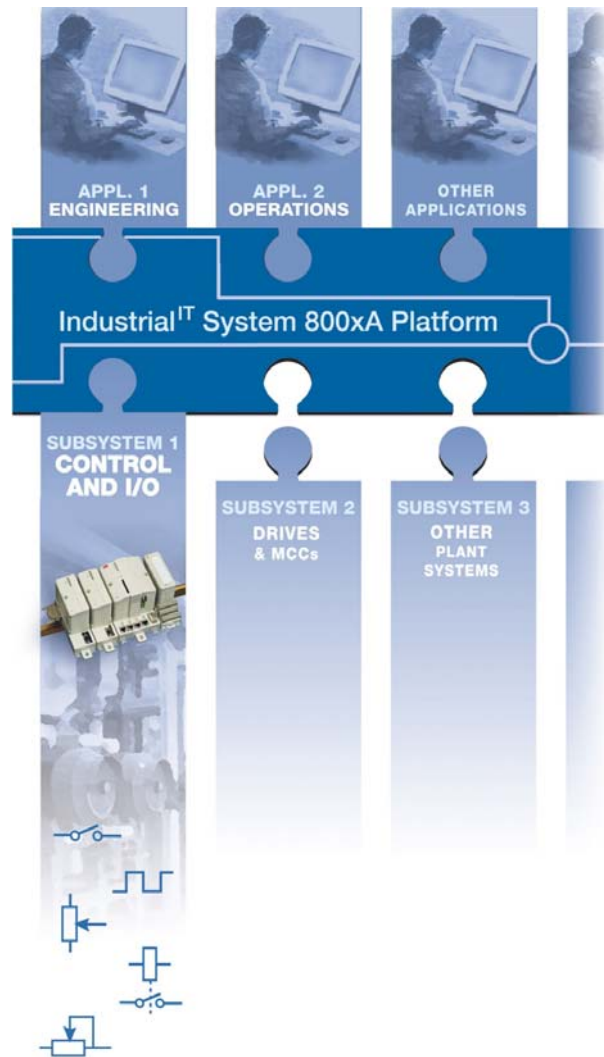 APPL. 1
ENGINEERING
APPL. 2
OPERATIONS
OTHER
APPLICATIONS
Industrial^IT System 800xA Platform
SUBSYSTEM 1
CONTROL
AND I/O
SUBSYSTEM 2
DRIVES
& MCCs
SUBSYSTEM 3
OTHER
PLANT
SYSTEMS